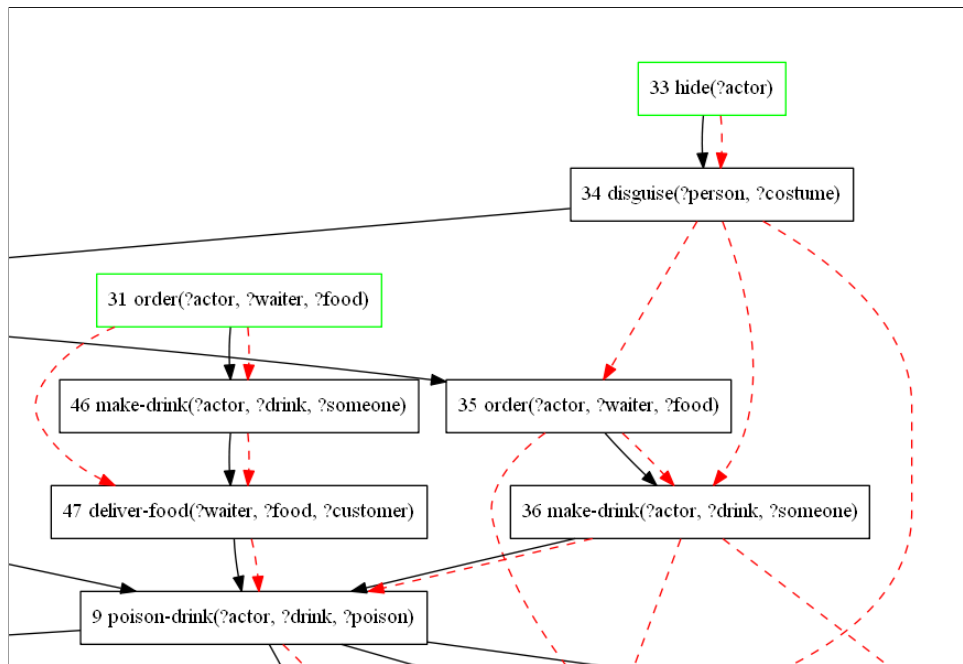 33 hide(?actor)
34 disguise(?person, ?costume)
31 order(?actor, ?waiter, ?food)
46 make-drink(?actor, ?drink, ?someone)
35 order(?actor, ?waiter, ?food)
47 deliver-food(?waiter, ?food, ?customer)
36 make-drink(?actor, ?drink, ?someone)
9 poison-drink(?actor, ?drink, ?poison)